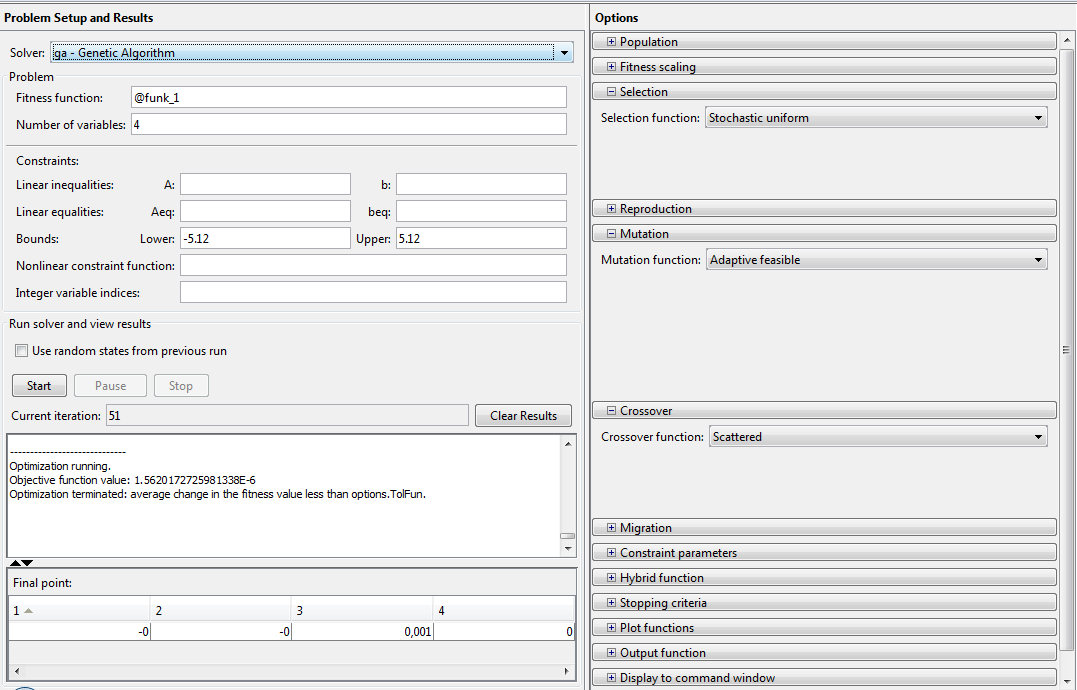 Problem Setup and Results
Solver: ga - Genetic Algorithm
Problem
Fitness function: @funk_1
Number of variables: 4
Constraints:
Linear inequalities: A: b:
Linear equalities: Aeq: beq:
Bounds: Lower: -5.12 Upper: 5.12
Nonlinear constraint function:
Integer variable indices:
Run solver and view results
Use random states from previous run
Start Pause Stop
Current iteration: 51 Clear Results
------------------------------
Optimization running.
Objective function value: 1.5620172725981338E-6
Optimization terminated: average change in the fitness value less than options.TolFun.
Final point:
1 2 3 4
-0 -0 0,001 0
Options
Population
Fitness scaling
Selection
Selection function: Stochastic uniform
Reproduction
Mutation
Mutation function: Adaptive feasible
Crossover
Crossover function: Scattered
Migration
Constraint parameters
Hybrid function
Stopping criteria
Plot functions
Output function
Display to command window